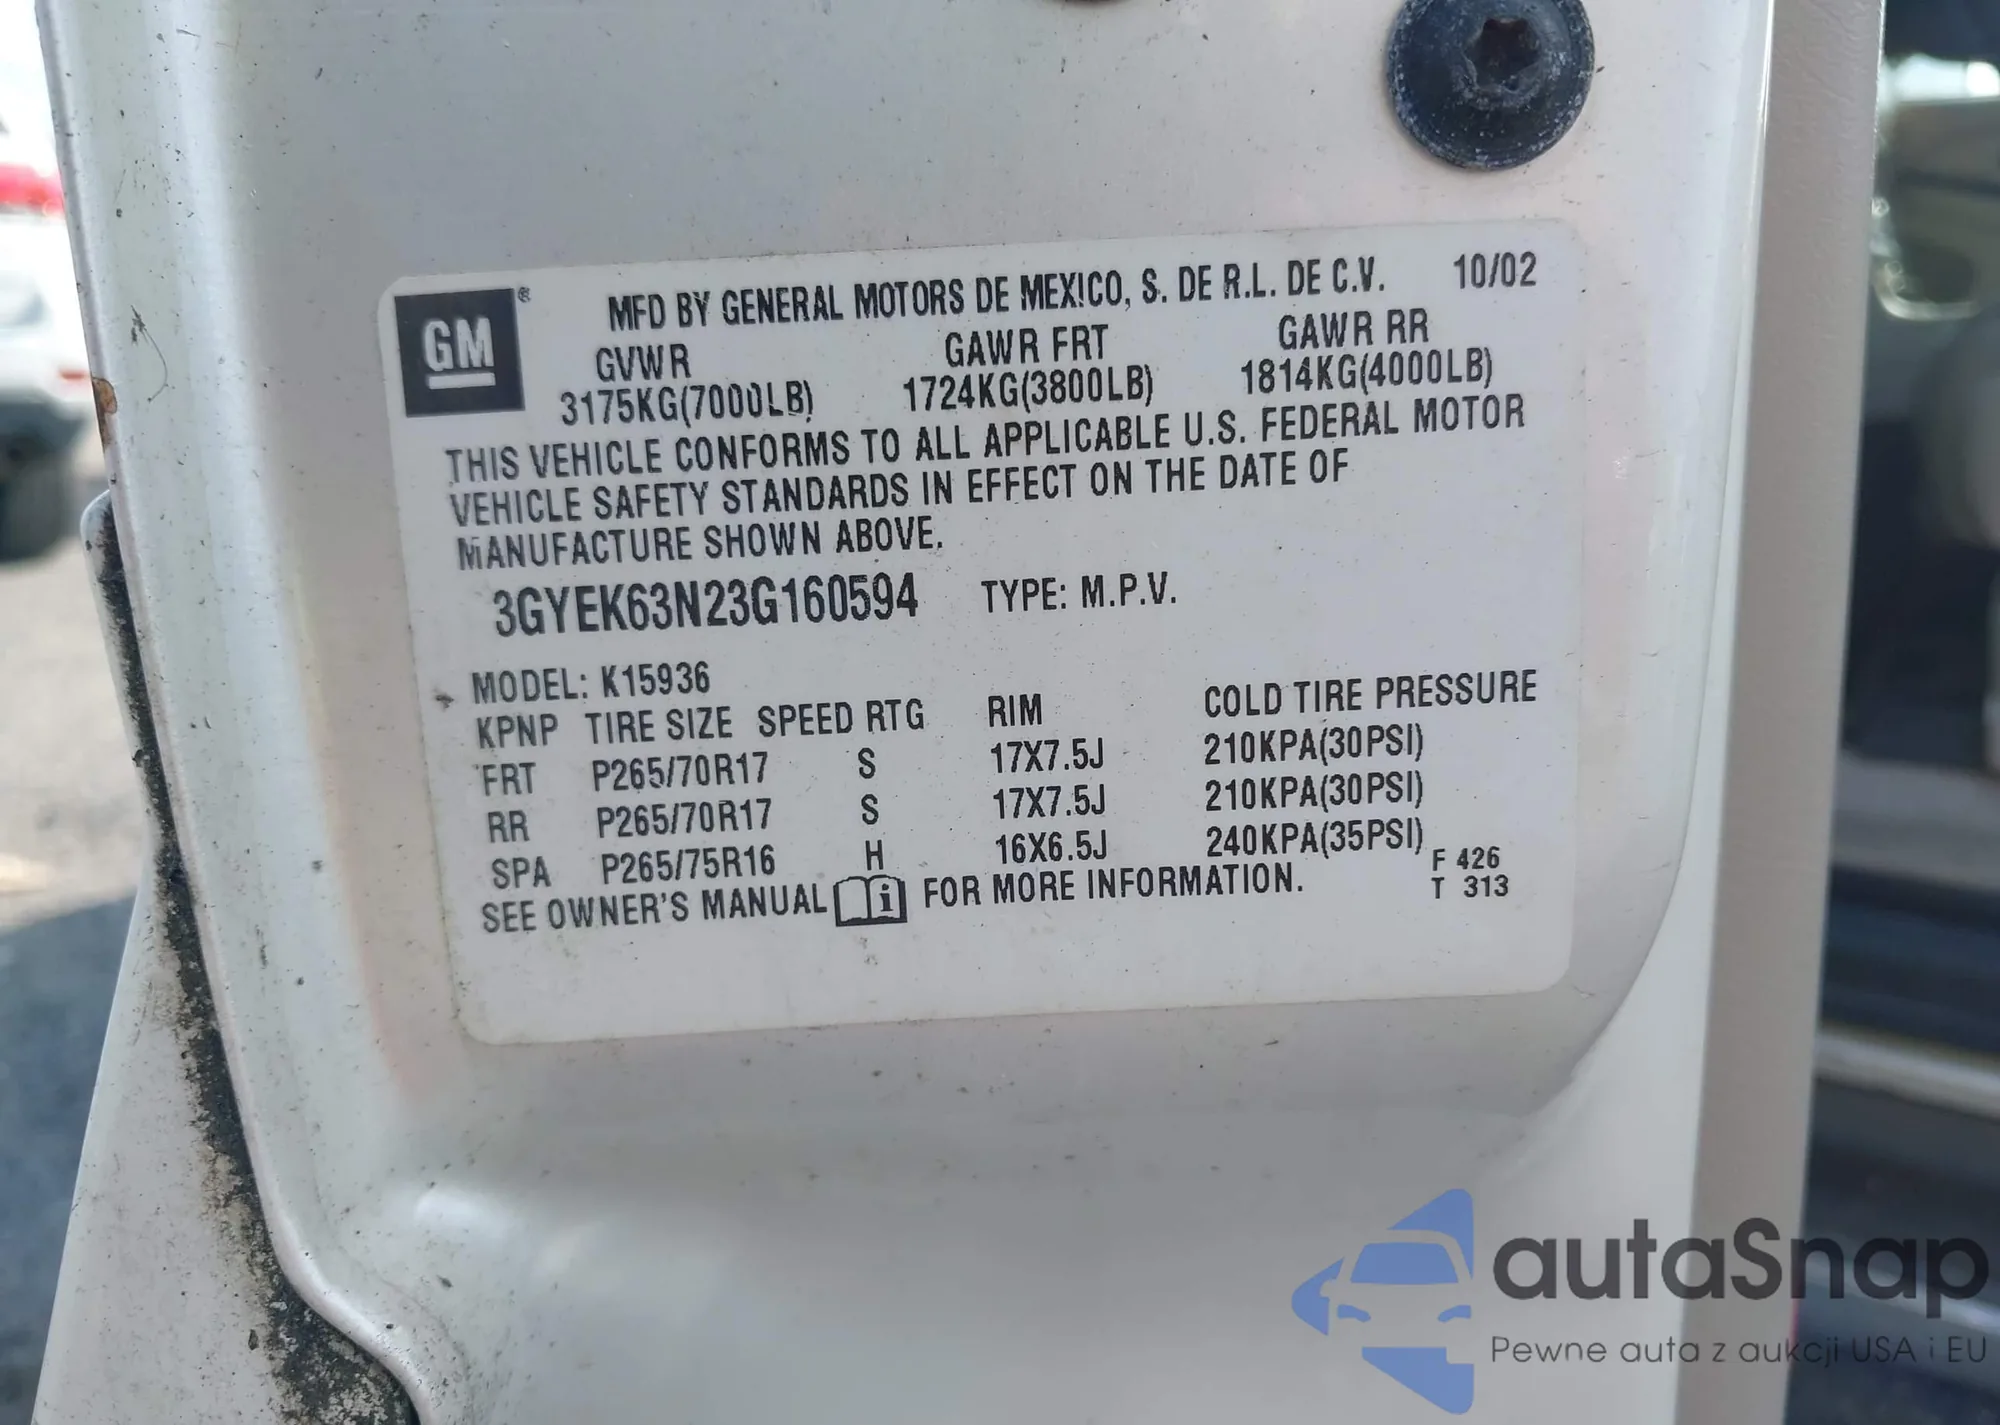 GM ®
MFD BY GENERAL MOTORS DE MEXICO, S. DE R.L. DE C.V. 10/02
GVWR GAWR FRT GAWR RR
3175KG(7000LB) 1724KG(3800LB) 1814KG(4000LB)
THIS VEHICLE CONFORMS TO ALL APPLICABLE U.S. FEDERAL MOTOR
VEHICLE SAFETY STANDARDS IN EFFECT ON THE DATE OF
MANUFACTURE SHOWN ABOVE.
3GYEK63N23G160594 TYPE: M.P.V.
MODEL: K15936
KPNP TIRE SIZE SPEED RTG RIM COLD TIRE PRESSURE
FRT P265/70R17 S 17X7.5J 210KPA(30PSI)
RR P265/70R17 S 17X7.5J 210KPA(30PSI)
SPA P265/75R16 H 16X6.5J 240KPA(35PSI)
SEE OWNER'S MANUAL FOR MORE INFORMATION.
F 426
T 313
autaSnap
Pewne auta z aukcji USA i EU